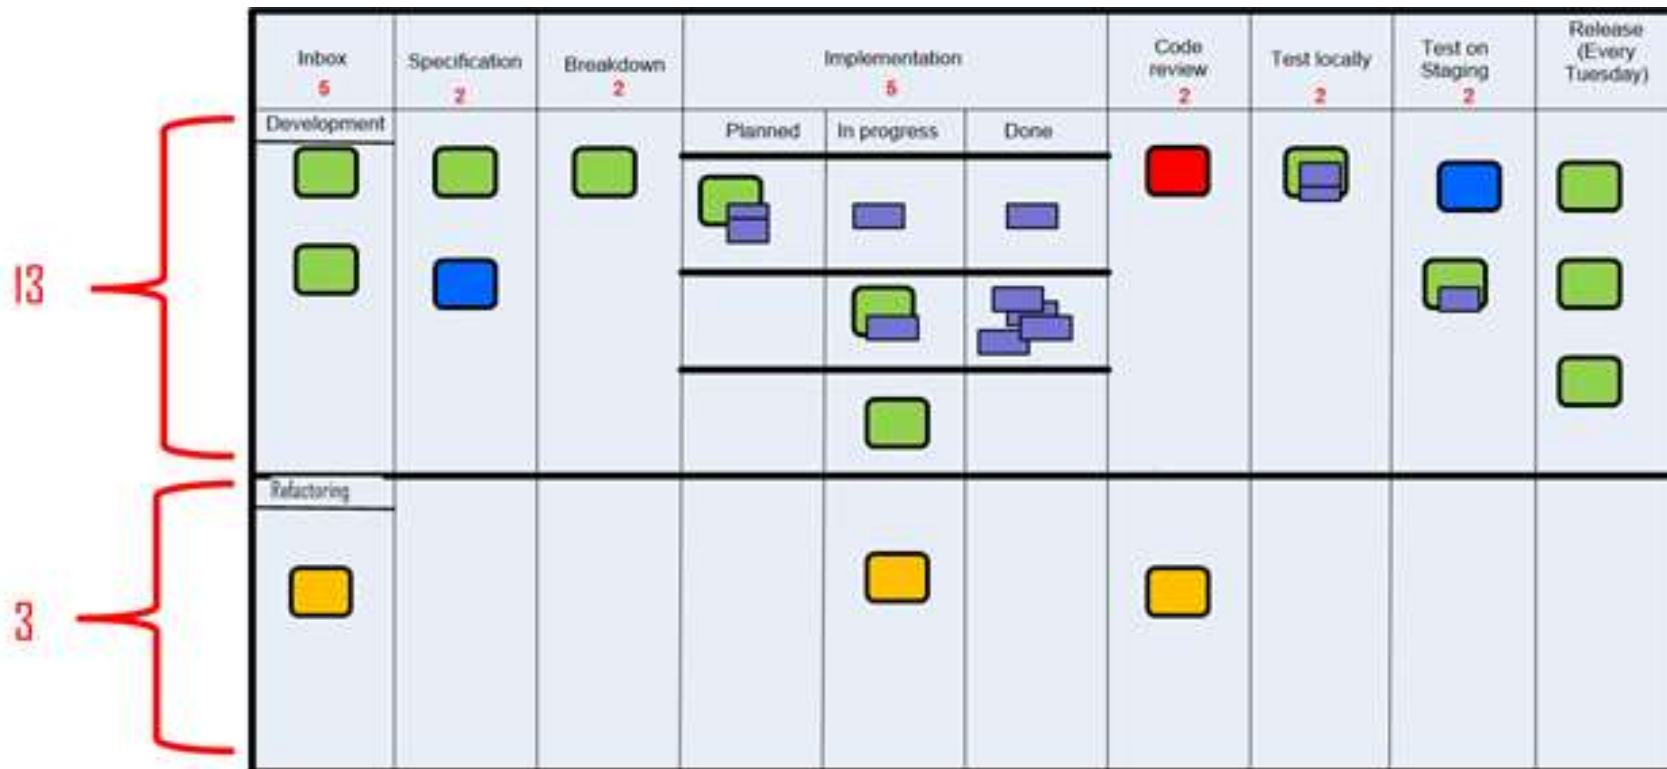 Inbox
5
Specification
2
Breakdown
2
Implementation
5
Code
review
2
Test locally
2
Test on
Staging
2
Release
(Every
Tuesday)
Development
Planned
In progress
Done
13
Refactoring
3